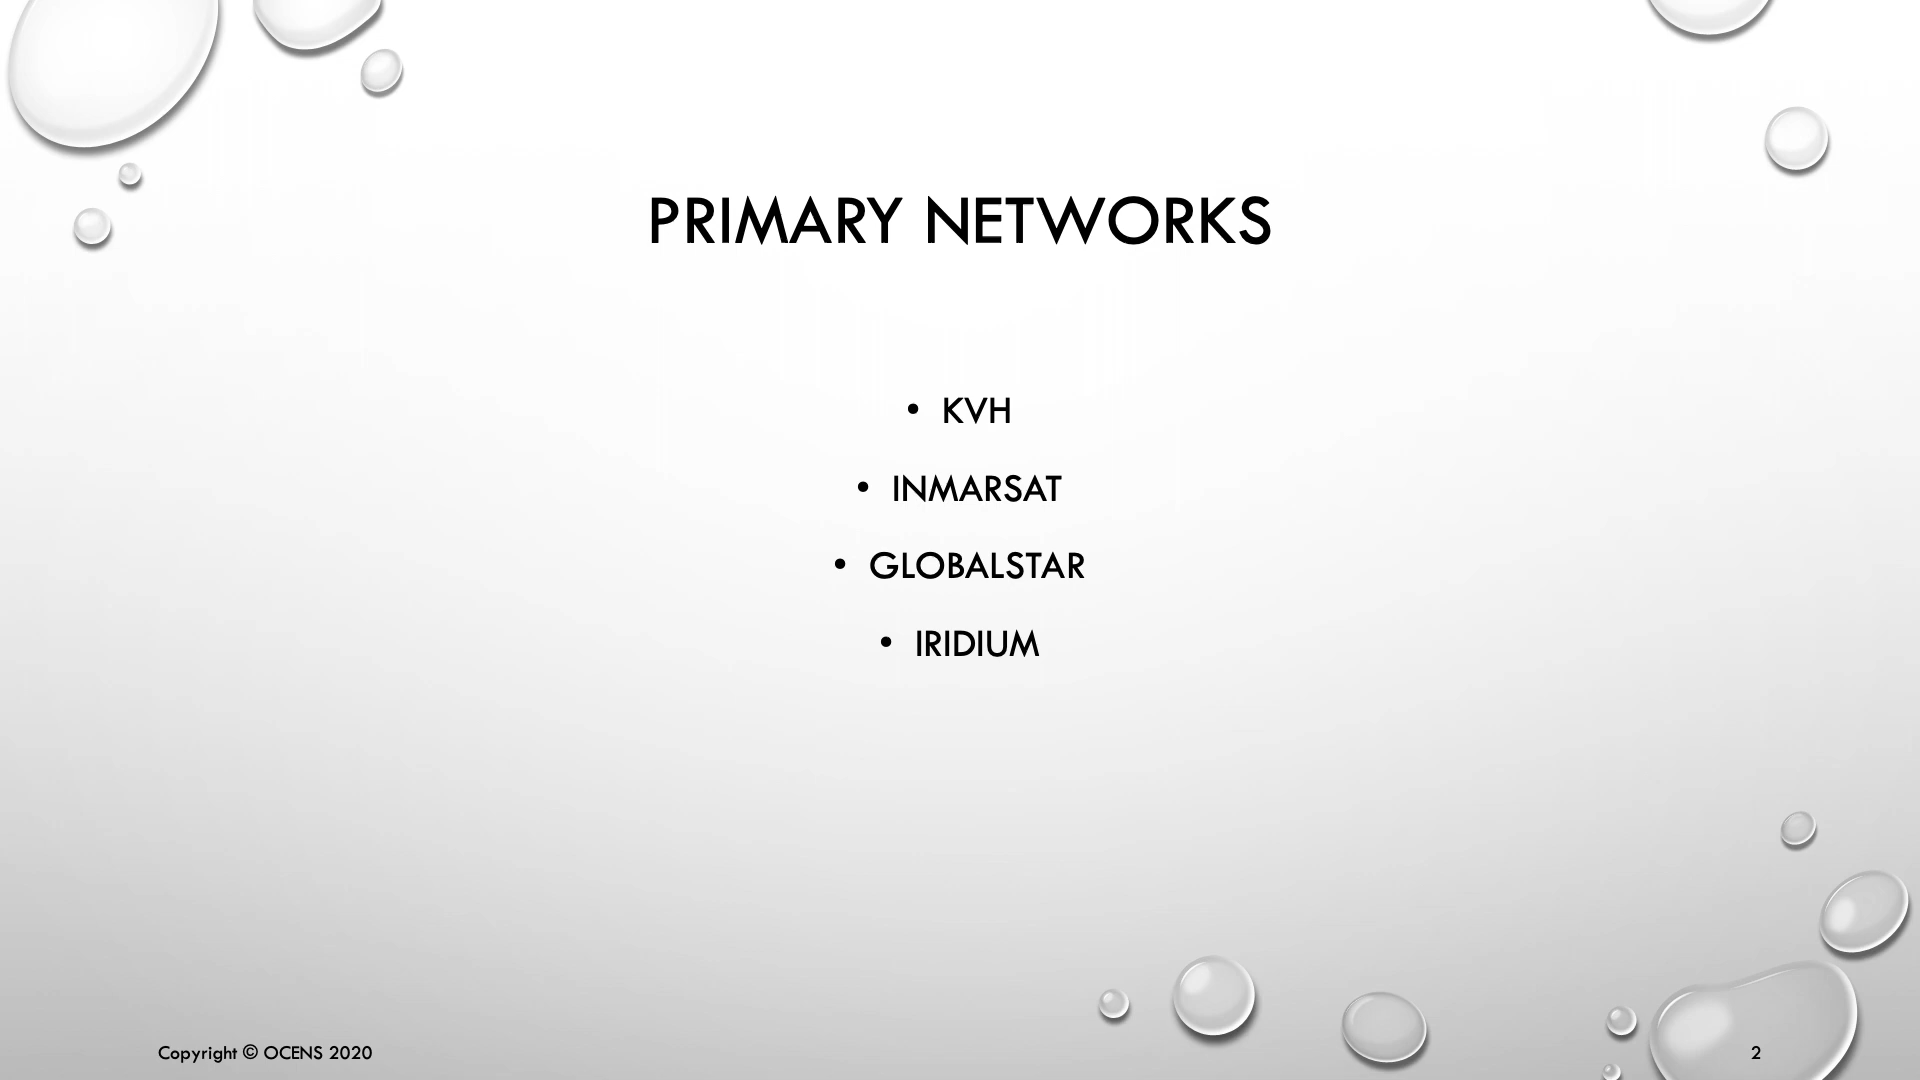 PRIMARY NETWORKS
• KVH
• INMARSAT
• GLOBALSTAR
• IRIDIUM
Copyright © OCENS 2020
2